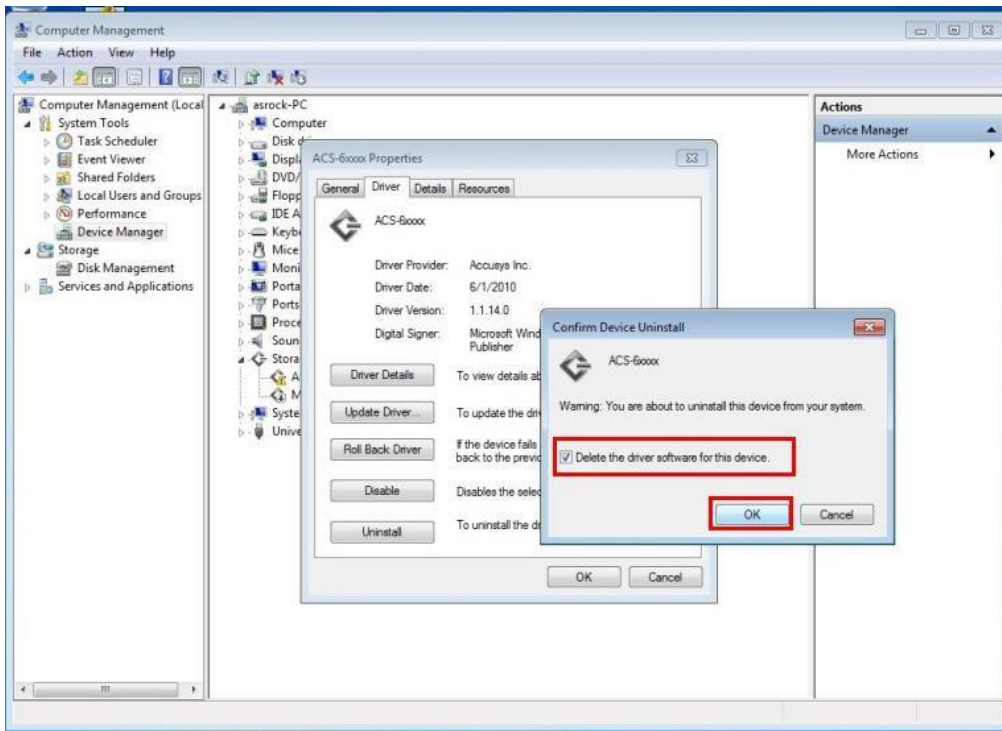 Computer Management
File Action View Help
Computer Management (Local
System Tools
Task Scheduler
Event Viewer
Shared Folders
Local Users and Groups
Performance
Device Manager
Storage
Disk Management
Services and Applications
asrock-PC
Computer
Disk d
Displ
DVD/
Flopp
IDE A
Keyb
Mice
Moni
Porta
Ports
Proce
Soun
Stora
A
M
Syste
Unive
Actions
Device Manager
More Actions
ACS-6xxxx Properties
General Driver Details Resources
ACS-6xxxx
Driver Provider: Accusys Inc.
Driver Date: 6/1/2010
Driver Version: 1.1.14.0
Digital Signer: Microsoft Wind
Publisher
Driver Details To view details ab
Update Driver... To update the driv
Roll Back Driver If the device fails
back to the previo
Disable Disables the selec
Uninstall To uninstall the dr
OK Cancel
Confirm Device Uninstall
ACS-6xxxx
Warning: You are about to uninstall this device from your system.
Delete the driver software for this device.
OK Cancel